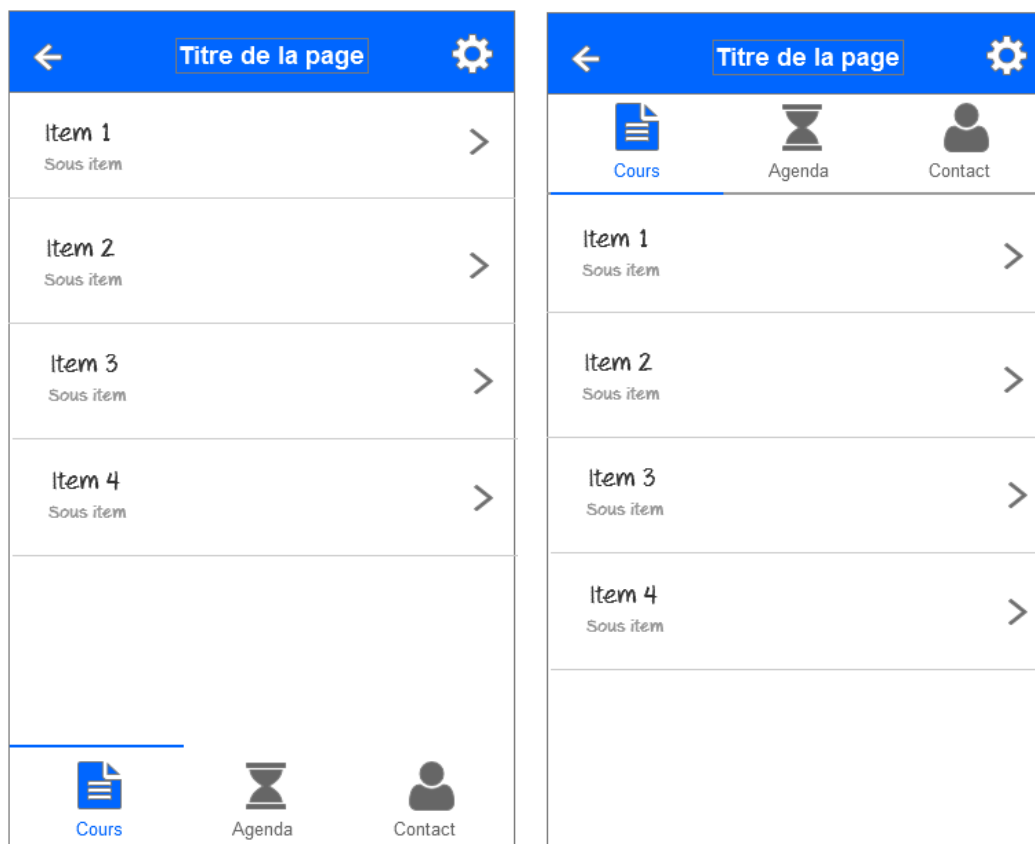 Titre de la page
Item 1
Sous item
Item 2
Sous item
Item 3
Sous item
Item 4
Sous item
Cours
Agenda
Contact
Titre de la page
Cours
Agenda
Contact
Item 1
Sous item
Item 2
Sous item
Item 3
Sous item
Item 4
Sous item